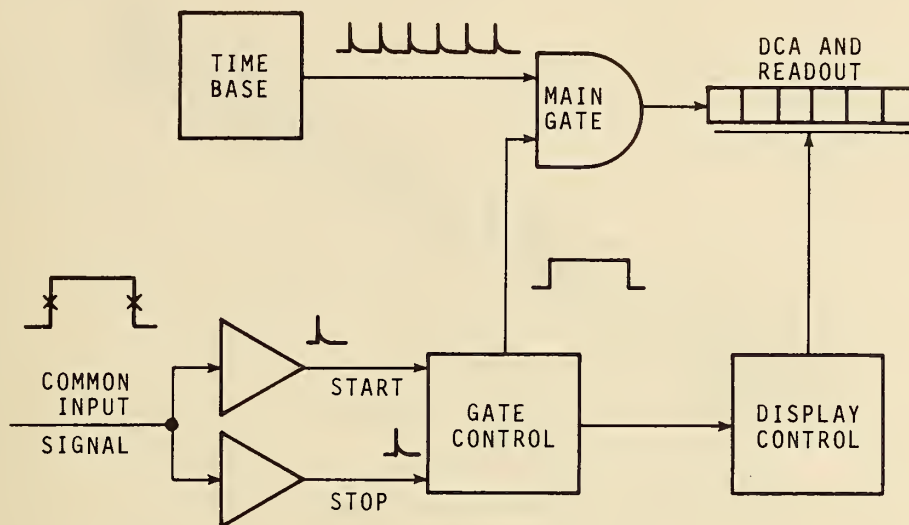 TIME
BASE
MAIN
GATE
DCA AND
READOUT
COMMON
INPUT
SIGNAL
START
STOP
GATE
CONTROL
DISPLAY
CONTROL